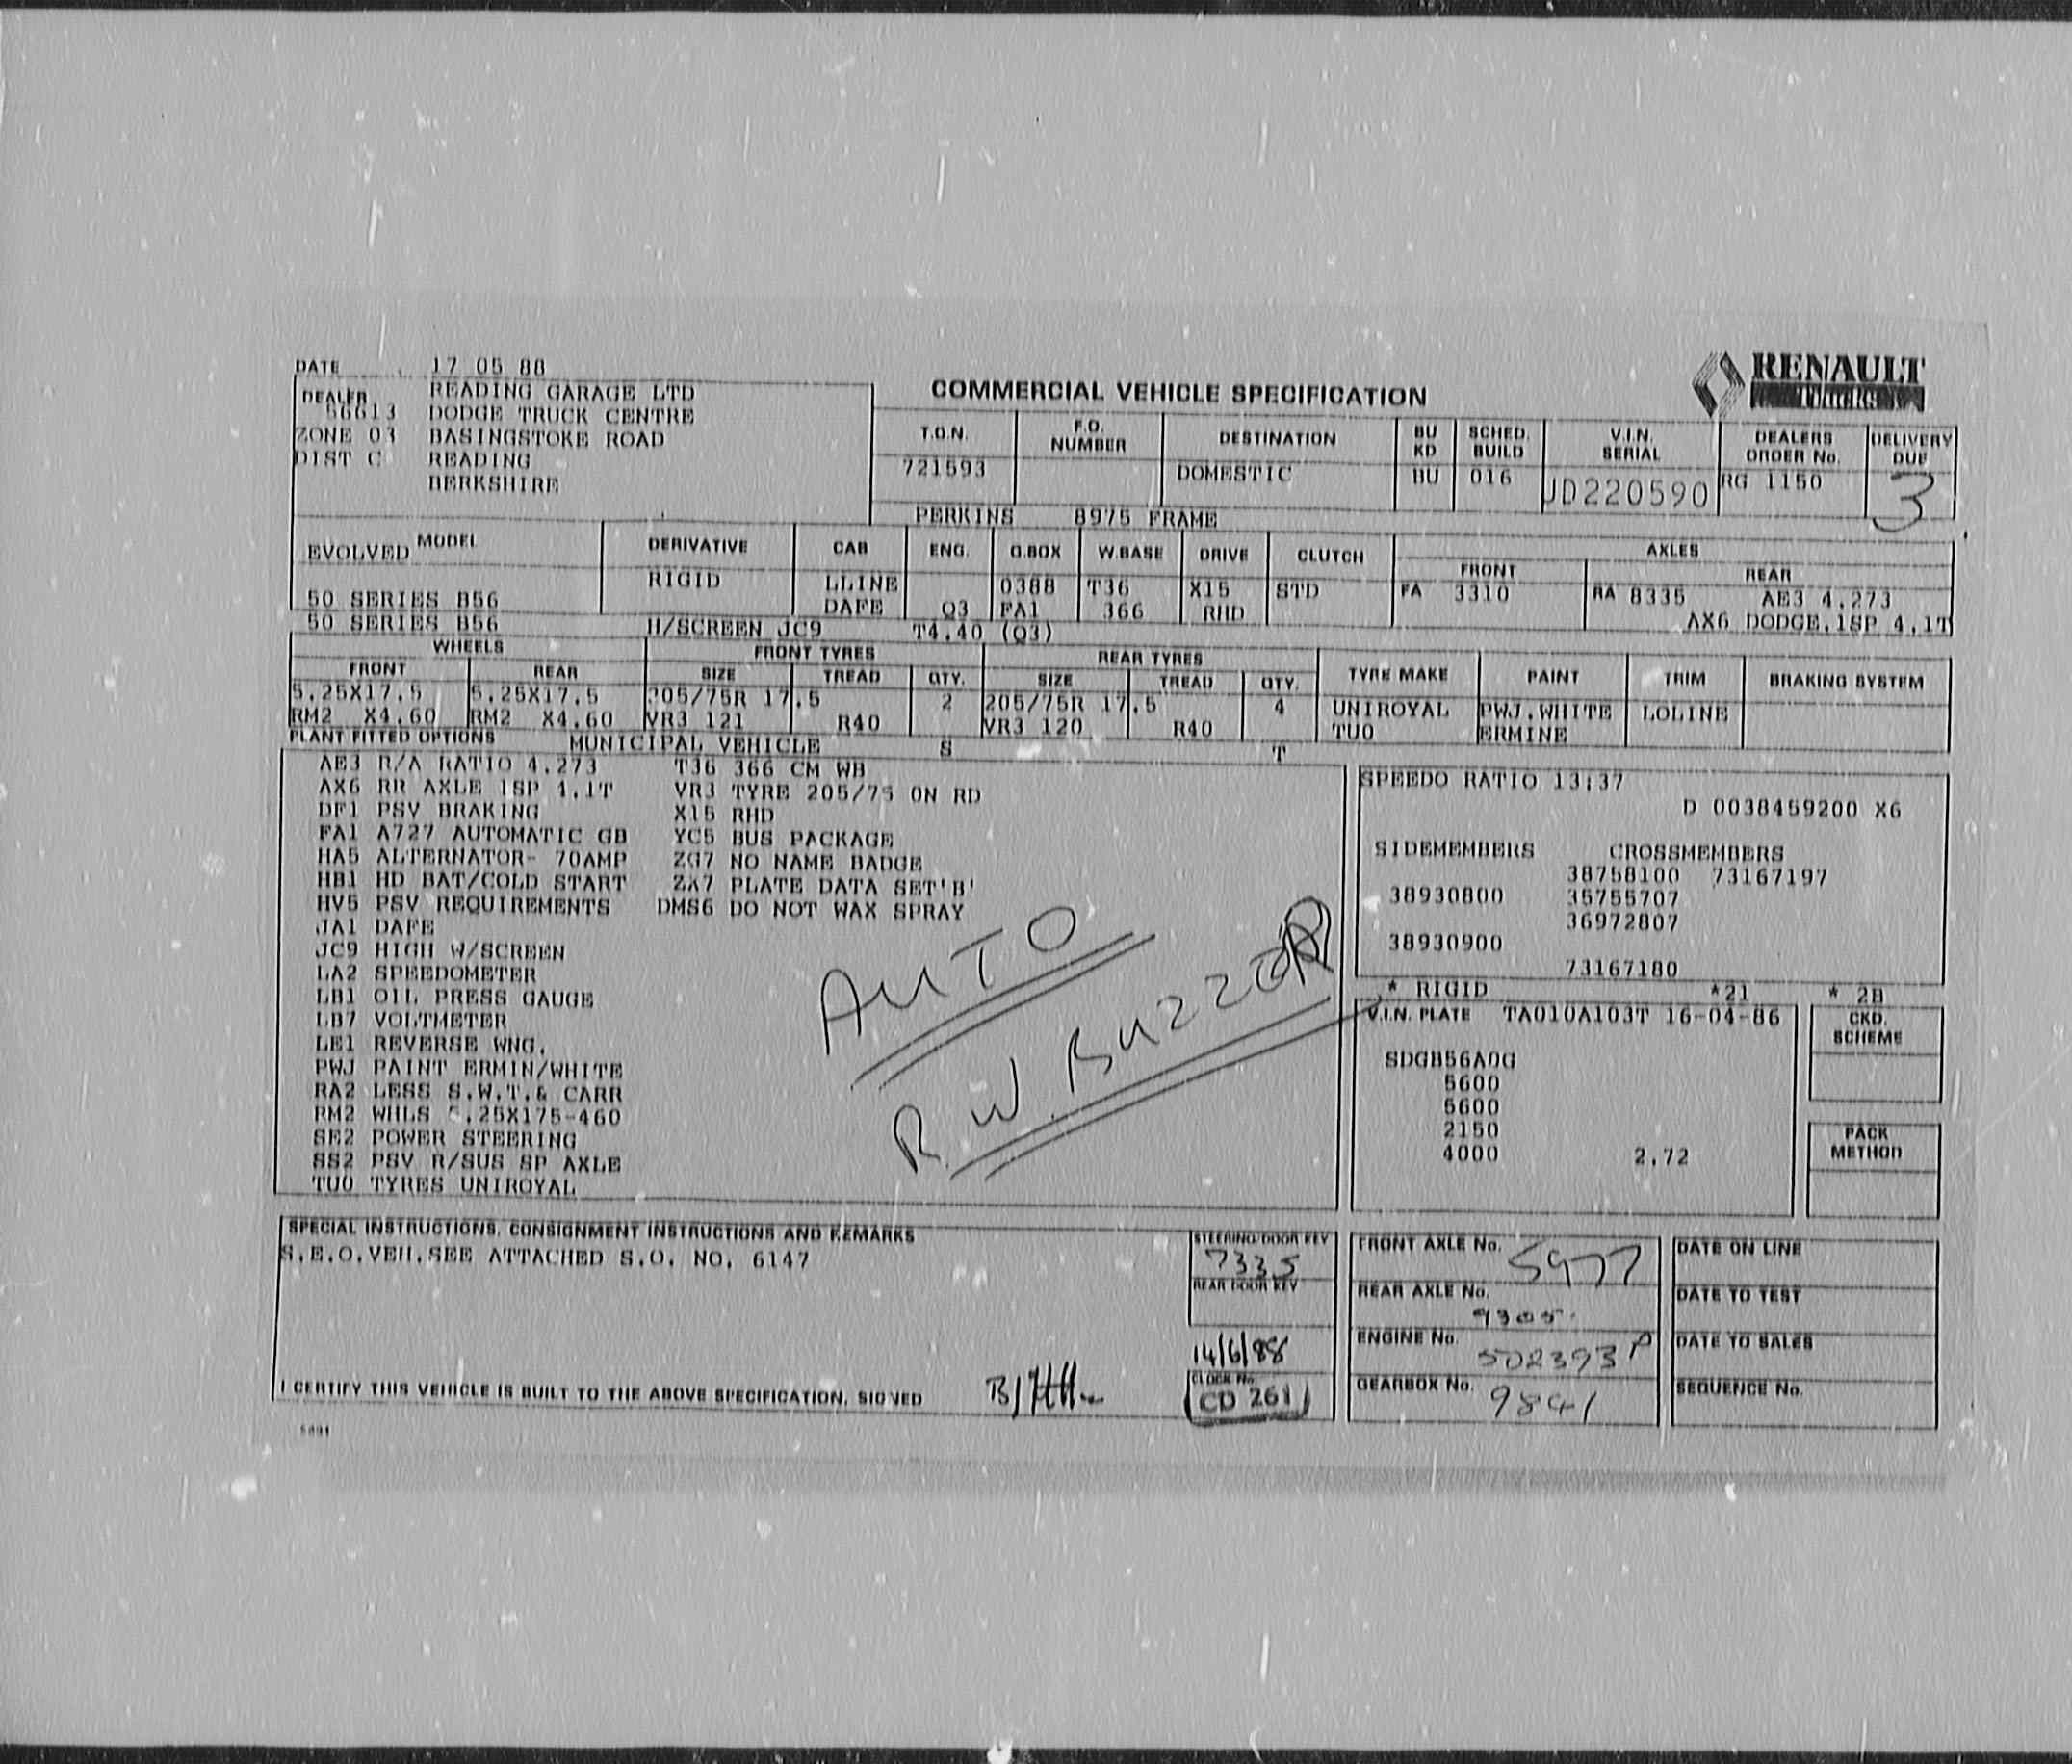 DATE 17 05 88
RENAULT
DEALER READING GARAGE LTD
COMMERCIAL VEHICLE SPECIFICATION
56613 DODGE TRUCK CENTRE
ZONE 03 BASINGSTOKE ROAD
DIST C READING
BERKSHIRE
T.O.N. F.O. NUMBER DESTINATION BU KD SCHED. BUILD V.I.N. SERIAL DEALERS ORDER No. DELIVERY DUE
721593 DOMESTIC BU 016 JD220590 RG 1150 3
PERKINS 8975 FRAME
EVOLVED MODEL DERIVATIVE CAB ENG. G.BOX W.BASE DRIVE CLUTCH AXLES
FRONT REAR
RIGID LLINE 0388 T36 X15 STD FA 3310 RA 8335 AE3 4.273
50 SERIES B56 DAFE Q3 FA1 366 RHD AX6 DODGE.1SP 4.1T
50 SERIES B56 H/SCREEN JC9 T4.40 (Q3)
WHEELS FRONT TYRES REAR TYRES
FRONT REAR SIZE TREAD QTY. SIZE TREAD QTY. TYRE MAKE PAINT TRIM BRAKING SYSTEM
5.25X17.5 5.25X17.5 205/75R 17.5 2 205/75R 17.5 4 UNIROYAL PWJ.WHITE LOLINE
RM2 X4.60 RM2 X4.60 VR3 121 R40 VR3 120 R40 TU0 ERMINE
PLANT FITTED OPTIONS MUNICIPAL VEHICLE S T
AE3 R/A RATIO 4.273 T36 366 CM WB
AX6 RR AXLE 1SP 4.1T VR3 TYRE 205/75 ON RD
DF1 PSV BRAKING X15 RHD
FA1 A727 AUTOMATIC GB YC5 BUS PACKAGE
HA5 ALTERNATOR- 70AMP ZG7 NO NAME BADGE
HB1 HD BAT/COLD START ZX7 PLATE DATA SET'B'
HV5 PSV REQUIREMENTS DMS6 DO NOT WAX SPRAY
JA1 DAFE
JC9 HIGH W/SCREEN
LA2 SPEEDOMETER
LB1 OIL PRESS GAUGE
LB7 VOLTMETER
LE1 REVERSE WNG.
PWJ PAINT ERMIN/WHITE
RA2 LESS S.W.T.& CARR
RM2 WHLS 5.25X175-460
SE2 POWER STEERING
SS2 PSV R/SUS SP AXLE
TU0 TYRES UNIROYAL
AUTO
R.W. BUZZOR
SPEEDO RATIO 13:37
D 0038459200 X6
SIDEMEMBERS CROSSMEMBERS
38758100 73167197
38930800 35755707
36972807
38930900
73167180
* RIGID *21 * 2B
V.I.N. PLATE TA010A103T 16-04-86
CKD. SCHEME
SDGB56A0G
5600
5600
2150
4000 2.72
PACK METHOD
SPECIAL INSTRUCTIONS, CONSIGNMENT INSTRUCTIONS AND REMARKS
S.E.O.VEH.SEE ATTACHED S.O. NO. 6147
STEERING/DOOR KEY
7335
REAR DOOR KEY
14/6/88
CLOCK No.
CD 261
I CERTIFY THIS VEHICLE IS BUILT TO THE ABOVE SPECIFICATION, SIGNED
FRONT AXLE No. 5977
REAR AXLE No. 9305
ENGINE No. 502393P
GEARBOX No. 9841
DATE ON LINE
DATE TO TEST
DATE TO SALES
SEQUENCE No.